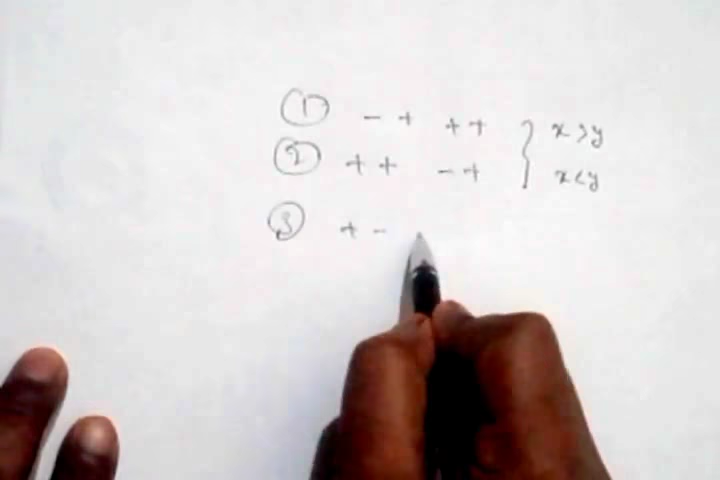 ① - + + + } x > y
② + + - + x < y
③ + -